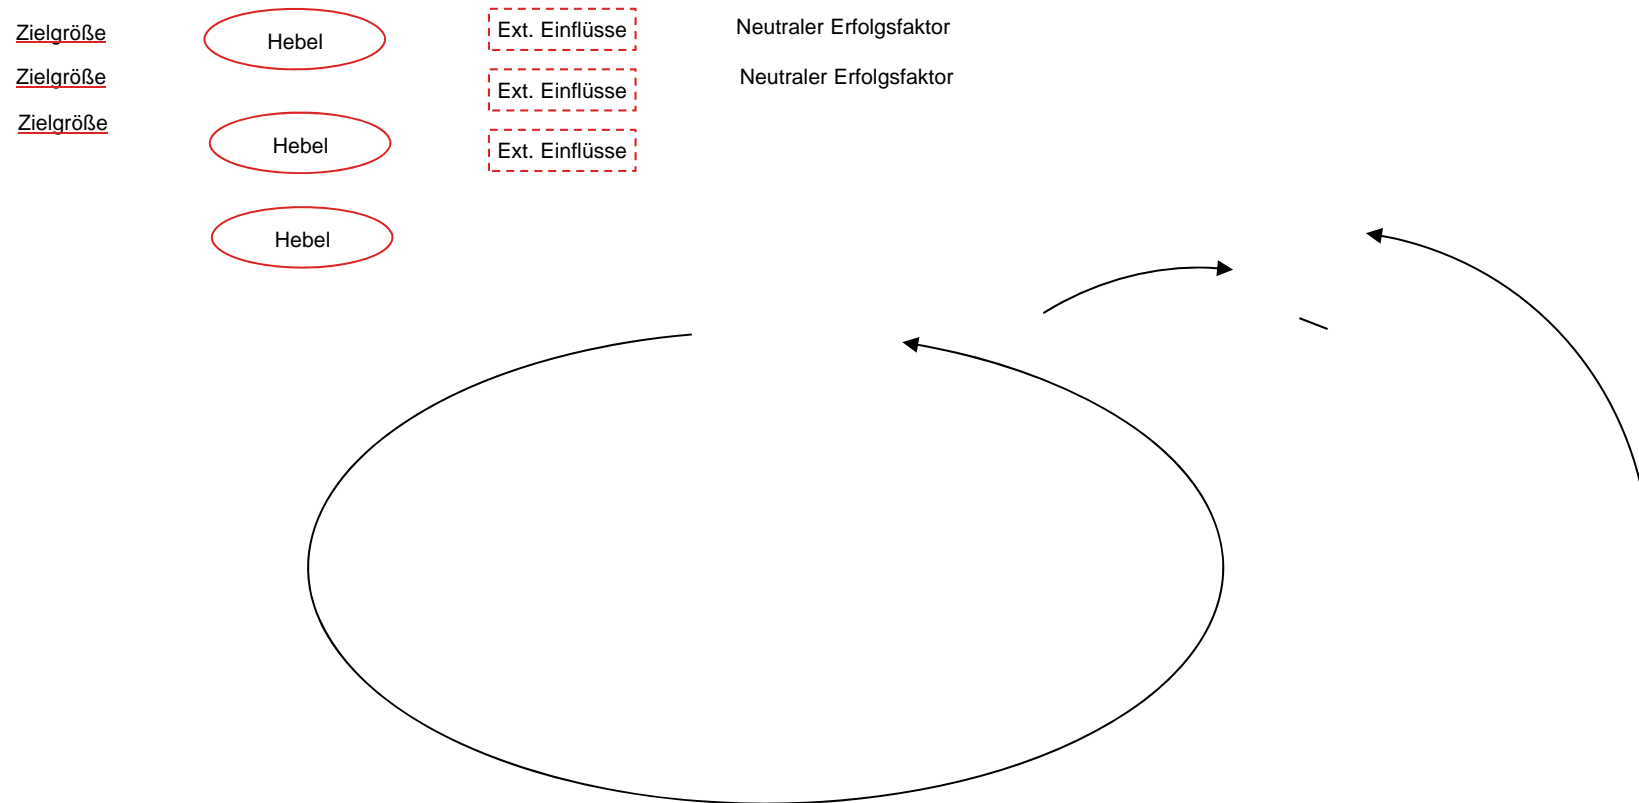 Zielgröße
Zielgröße
Zielgröße
Hebel
Hebel
Hebel
Ext. Einflüsse
Ext. Einflüsse
Ext. Einflüsse
Neutraler Erfolgsfaktor
Neutraler Erfolgsfaktor